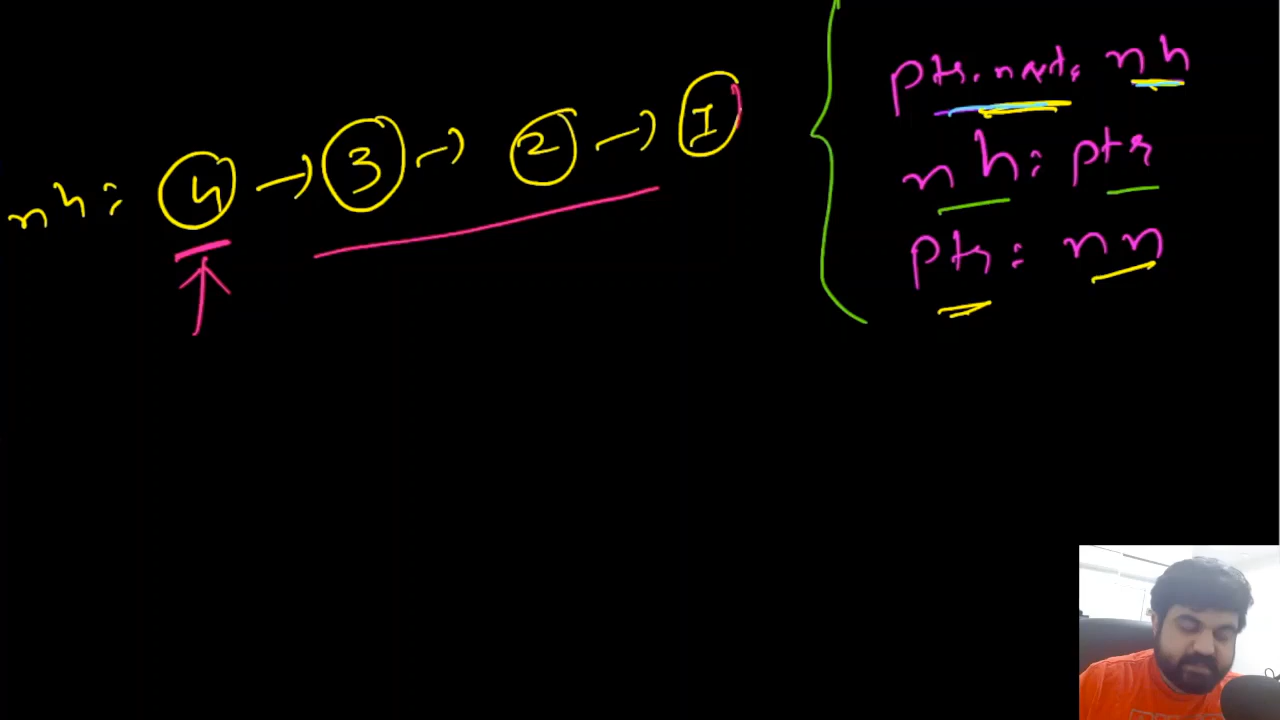 nh = 4 → 3 → 2 → 1
ptr.next = nh
nh = ptr
ptr = nn